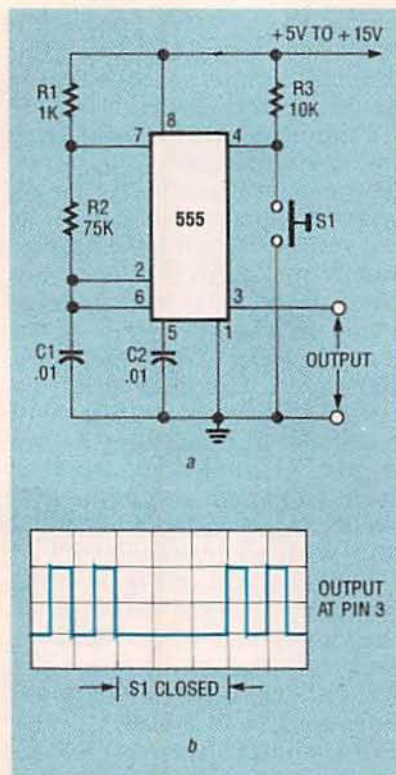 +5V TO +15V
R1
1K
R3
10K
8
7
4
R2
75K
555
S1
2
6
3
5
1
C1
.01
C2
.01
OUTPUT
a
OUTPUT
AT PIN 3
S1 CLOSED
b